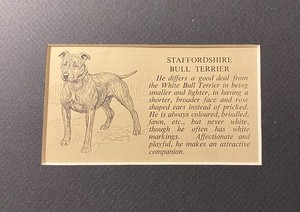 STAFFORDSHIRE
BULL TERRIER
He differs a good deal from
the White Bull Terrier in being
smaller and lighter, in having a
shorter, broader face and rose
shaped ears instead of pricked.
He is always coloured, brindled,
fawn, etc., but never white,
though he often has white
markings. Affectionate and
playful, he makes an attractive
companion.